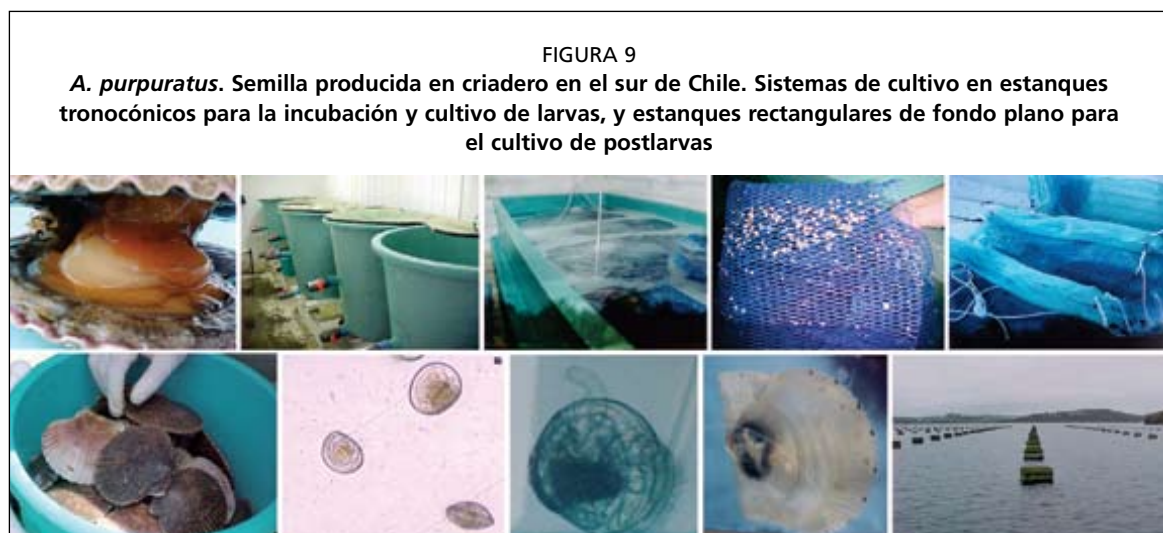 FIGURA 9
A. purpuratus. Semilla producida en criadero en el sur de Chile. Sistemas de cultivo en estanques
tronocónicos para la incubación y cultivo de larvas, y estanques rectangulares de fondo plano para
el cultivo de postlarvas